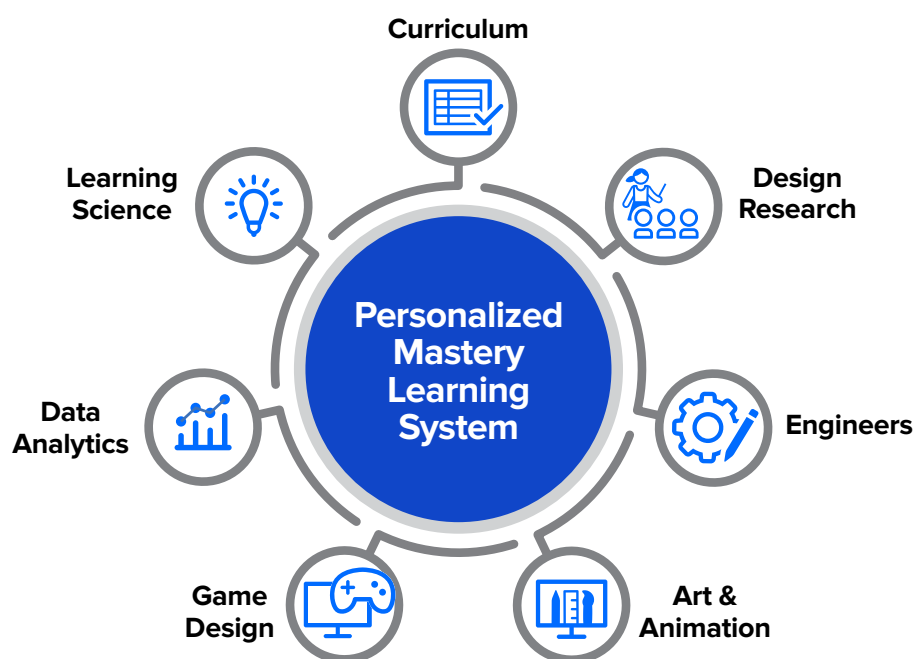 Curriculum
Learning
Science
Design
Research
Personalized
Mastery
Learning
System
Data
Analytics
Engineers
Game
Design
Art &
Animation